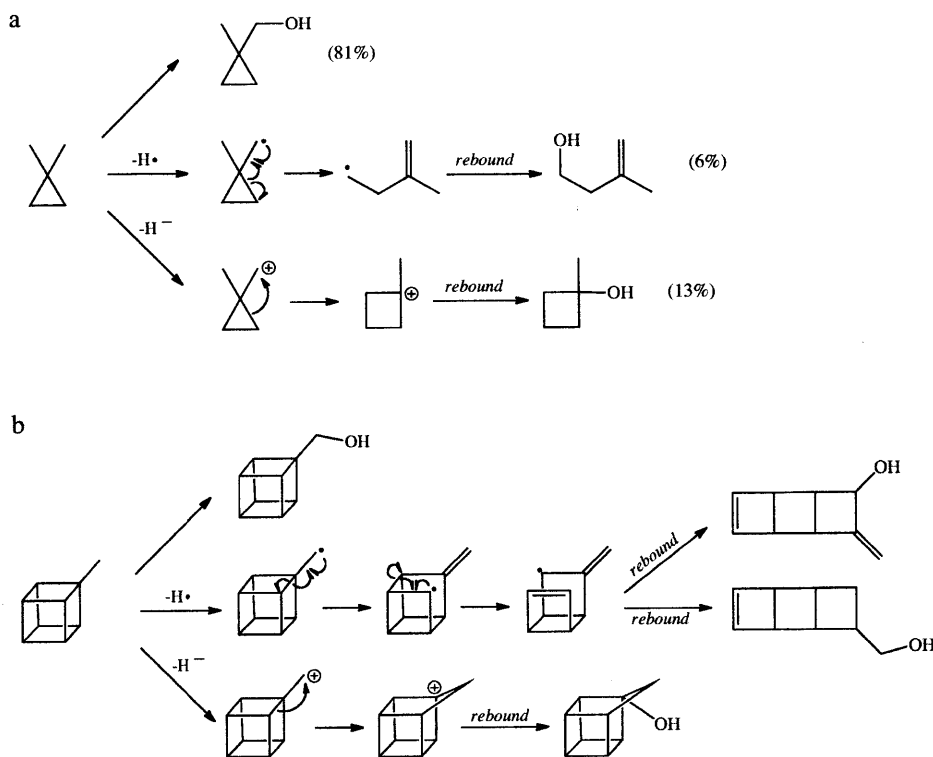 a
OH
(81%)
-H•
rebound
OH
(6%)
-H⁻
⊕
⊕
rebound
OH
(13%)
b
OH
OH
rebound
-H•
rebound
OH
-H⁻
⊕
⊕
rebound
OH